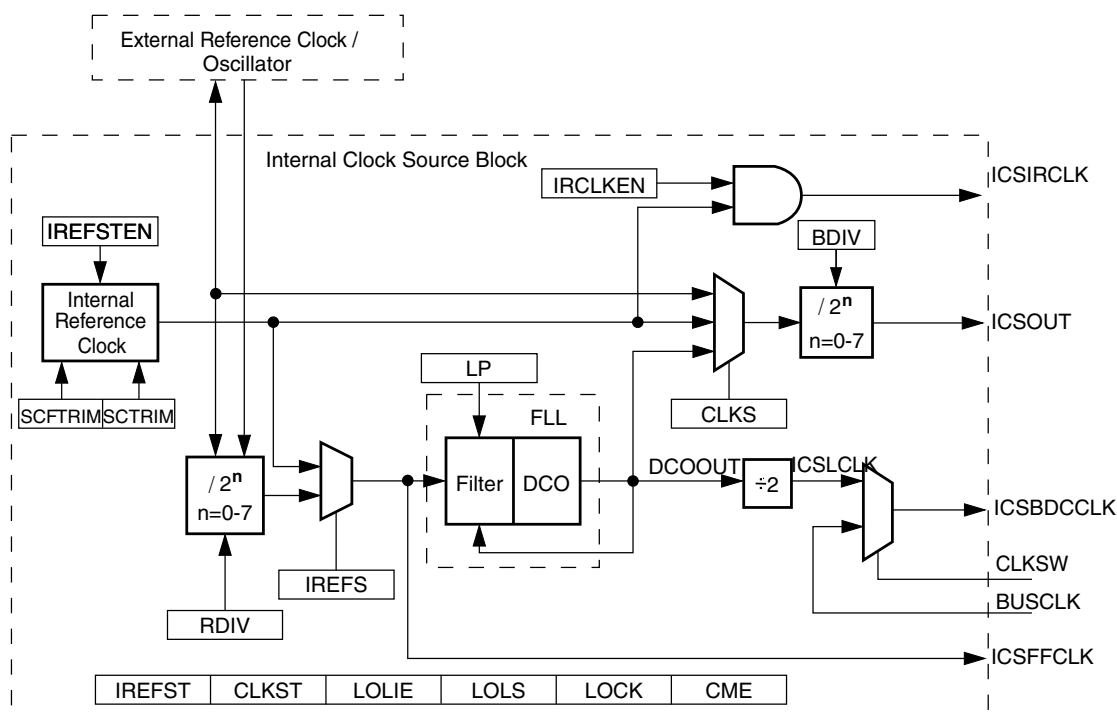 External Reference Clock /
Oscillator
Internal Clock Source Block
IRCLKEN
ICSIRCLK
IREFSTEN
BDIV
Internal
Reference
Clock
/ 2ⁿ
n=0-7
ICSOUT
LP
SCFTRIM
SCTRIM
CLKS
FLL
/ 2ⁿ
n=0-7
Filter
DCO
DCOOUT
÷2
ICSLCLK
ICSBDCCLK
IREFS
CLKSW
BUSCLK
RDIV
ICSFFCLK
IREFST CLKST LOLIE LOLS LOCK CME